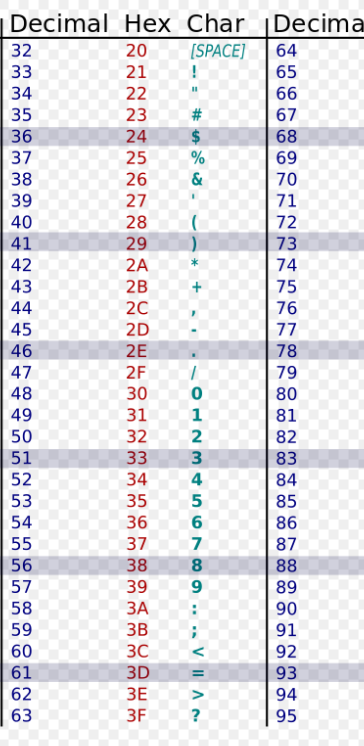 Decimal Hex Char Decima
32 20 [SPACE] 64
33 21 ! 65
34 22 " 66
35 23 # 67
36 24 $ 68
37 25 % 69
38 26 & 70
39 27 ' 71
40 28 ( 72
41 29 ) 73
42 2A * 74
43 2B + 75
44 2C , 76
45 2D - 77
46 2E . 78
47 2F / 79
48 30 0 80
49 31 1 81
50 32 2 82
51 33 3 83
52 34 4 84
53 35 5 85
54 36 6 86
55 37 7 87
56 38 8 88
57 39 9 89
58 3A : 90
59 3B ; 91
60 3C < 92
61 3D = 93
62 3E > 94
63 3F ? 95